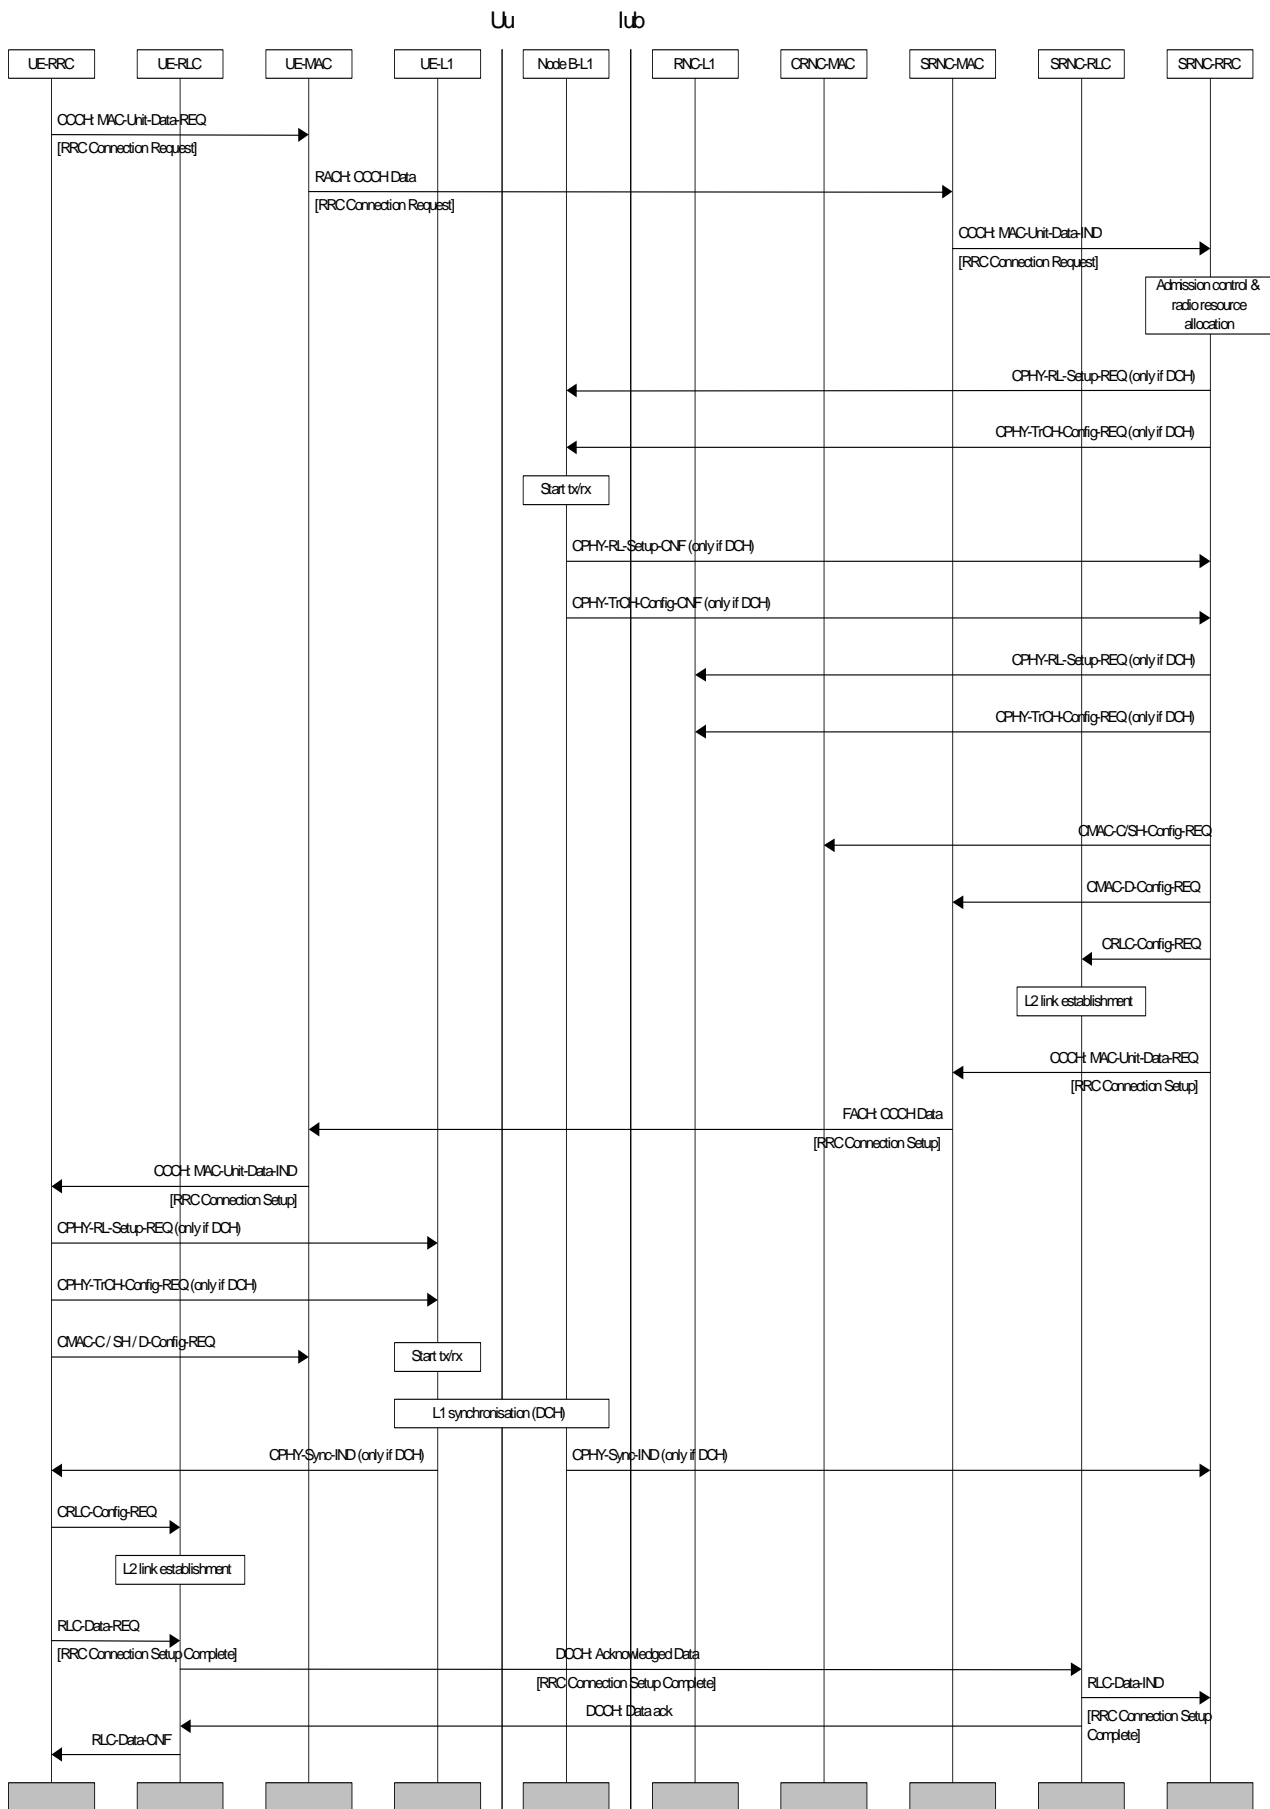 Uu
Iub
UE-RRC
UE-RLC
UE-MAC
UE-L1
Node B-L1
RNC-L1
CRNC-MAC
SRNC-MAC
SRNC-RLC
SRNC-RRC
CCCH: MAC-Unit-Data-REQ
[RRC Connection Request]
RACH: CCCH Data
[RRC Connection Request]
CCCH: MAC-Unit-Data-IND
[RRC Connection Request]
Admission control &
radio resource
allocation
CPHY-RL-Setup-REQ (only if DCH)
CPHY-TrCH-Config-REQ (only if DCH)
Start tx/rx
CPHY-RL-Setup-CNF (only if DCH)
CPHY-TrCH-Config-CNF (only if DCH)
CPHY-RL-Setup-REQ (only if DCH)
CPHY-TrCH-Config-REQ (only if DCH)
CMAC-C/SH-Config-REQ
CMAC-D-Config-REQ
CRLC-Config-REQ
L2 link establishment
CCCH: MAC-Unit-Data-REQ
[RRC Connection Setup]
FACH: CCCH Data
[RRC Connection Setup]
CCCH: MAC-Unit-Data-IND
[RRC Connection Setup]
CPHY-RL-Setup-REQ (only if DCH)
CPHY-TrCH-Config-REQ (only if DCH)
CMAC-C / SH / D-Config-REQ
Start tx/rx
L1 synchronisation (DCH)
CPHY-Sync-IND (only if DCH)
CPHY-Sync-IND (only if DCH)
CRLC-Config-REQ
L2 link establishment
RLC-Data-REQ
[RRC Connection Setup Complete]
DCCH: Acknowledged Data
[RRC Connection Setup Complete]
RLC-Data-IND
[RRC Connection Setup
Complete]
DCCH: Data ack
RLC-Data-CNF